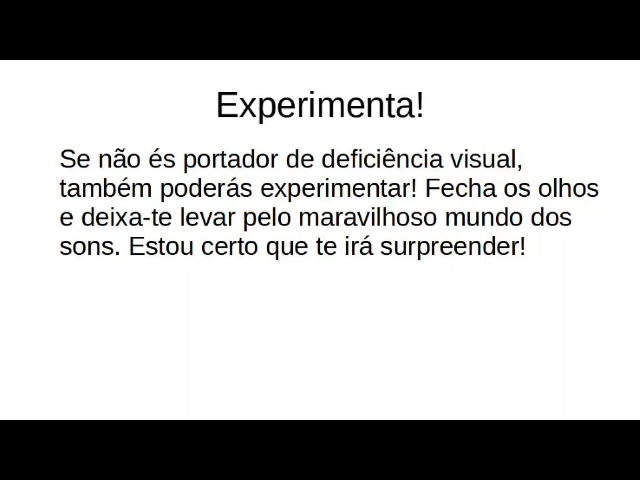 Experimenta!
Se não és portador de deficiência visual,
também poderás experimentar! Fecha os olhos
e deixa-te levar pelo maravilhoso mundo dos
sons. Estou certo que te irá surpreender!